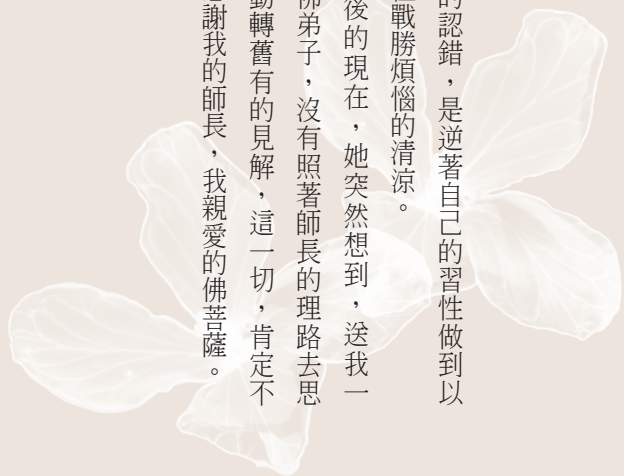 的認錯，是逆著自己的習性做到以
戰勝煩惱的清涼。
後的現在，她突然想到，送我一
佛弟子，沒有照著師長的理路去思
動轉舊有的見解，這一切，肯定不
謝我的師長，我親愛的佛菩薩。